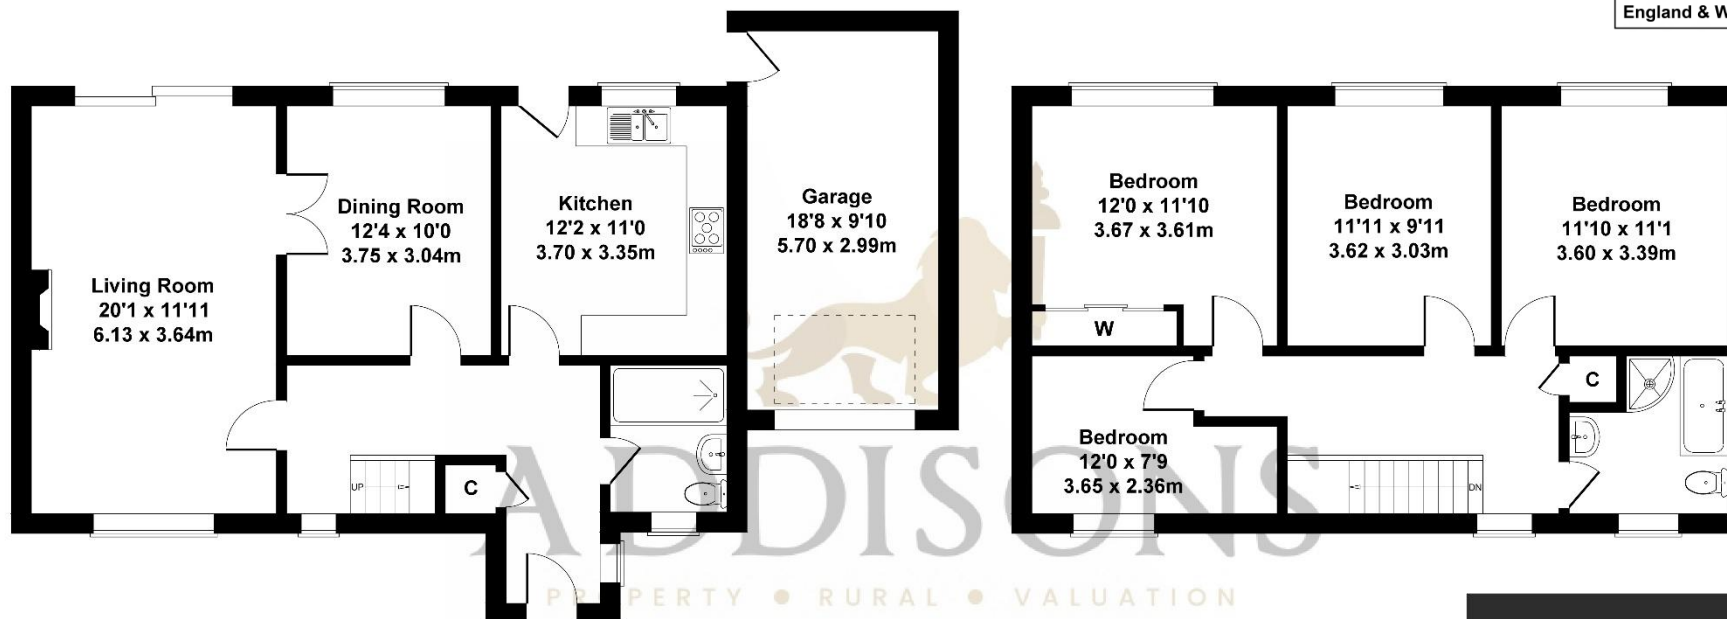 England & W
Living Room
20'1 x 11'11
6.13 x 3.64m
Dining Room
12'4 x 10'0
3.75 x 3.04m
Kitchen
12'2 x 11'0
3.70 x 3.35m
Garage
18'8 x 9'10
5.70 x 2.99m
UP
C
Bedroom
12'0 x 11'10
3.67 x 3.61m
W
Bedroom
11'11 x 9'11
3.62 x 3.03m
Bedroom
11'10 x 11'1
3.60 x 3.39m
C
Bedroom
12'0 x 7'9
3.65 x 2.36m
DN
ADDISONS
PROPERTY • RURAL • VALUATION